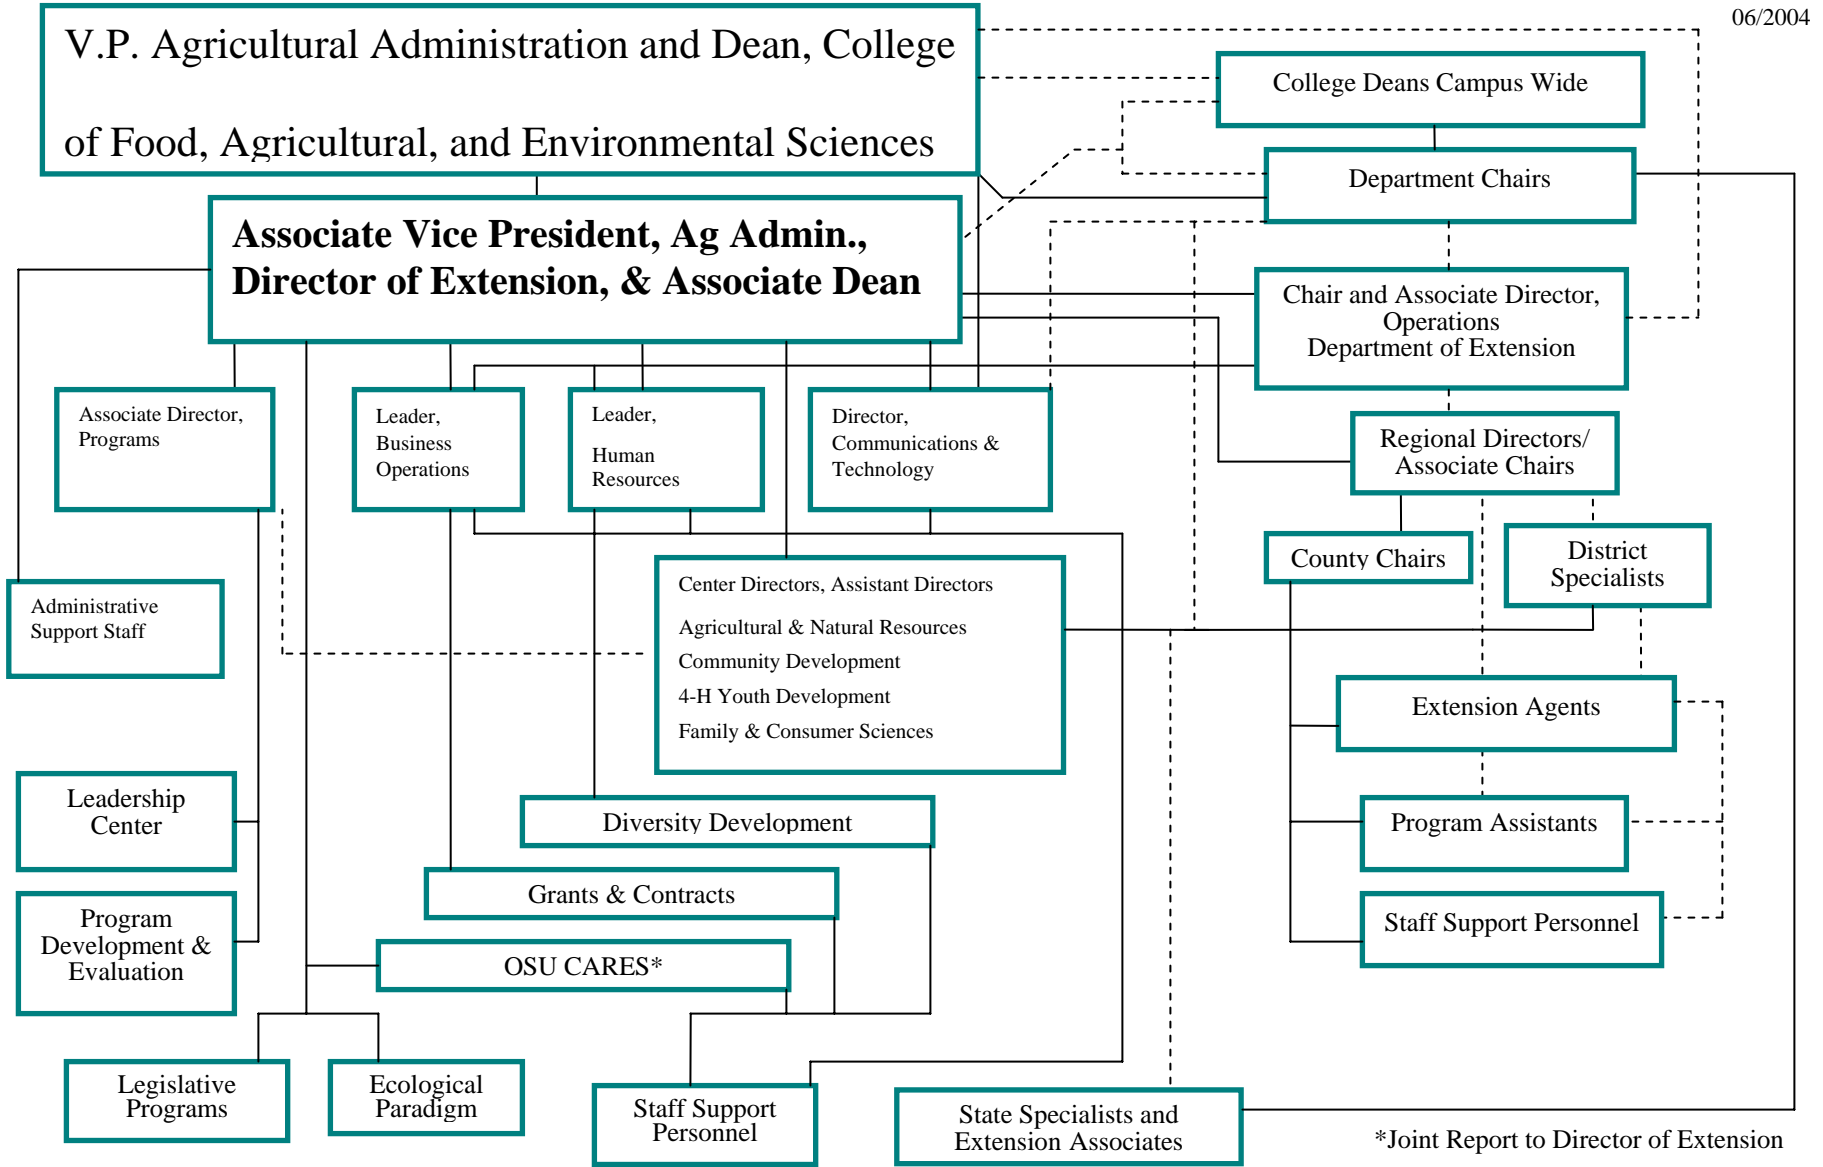 06/2004
V.P. Agricultural Administration and Dean, College
of Food, Agricultural, and Environmental Sciences
College Deans Campus Wide
Department Chairs
Associate Vice President, Ag Admin.,
Director of Extension, & Associate Dean
Chair and Associate Director,
Operations
Department of Extension
Associate Director,
Programs
Leader,
Business
Operations
Leader,
Human
Resources
Director,
Communications &
Technology
Regional Directors/
Associate Chairs
County Chairs
District
Specialists
Administrative
Support Staff
Center Directors, Assistant Directors
Agricultural & Natural Resources
Community Development
4-H Youth Development
Family & Consumer Sciences
Extension Agents
Leadership
Center
Diversity Development
Program Assistants
Grants & Contracts
Program
Development &
Evaluation
Staff Support Personnel
OSU CARES*
Legislative
Programs
Ecological
Paradigm
Staff Support
Personnel
State Specialists and
Extension Associates
*Joint Report to Director of Extension